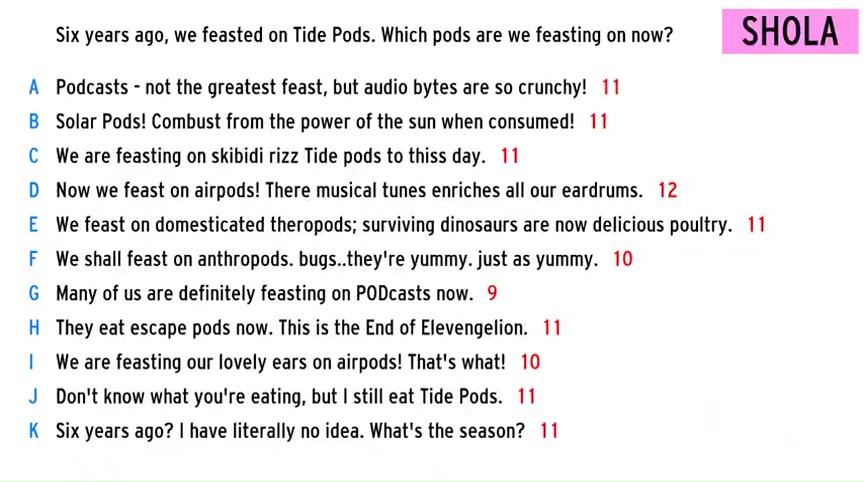 Six years ago, we feasted on Tide Pods. Which pods are we feasting on now?
SHOLA
A Podcasts - not the greatest feast, but audio bytes are so crunchy! 11
B Solar Pods! Combust from the power of the sun when consumed! 11
C We are feasting on skibidi rizz Tide pods to thiss day. 11
D Now we feast on airpods! There musical tunes enriches all our eardrums. 12
E We feast on domesticated theropods; surviving dinosaurs are now delicious poultry. 11
F We shall feast on anthropods. bugs..they're yummy. just as yummy. 10
G Many of us are definitely feasting on PODcasts now. 9
H They eat escape pods now. This is the End of Elevengelion. 11
I We are feasting our lovely ears on airpods! That's what! 10
J Don't know what you're eating, but I still eat Tide Pods. 11
K Six years ago? I have literally no idea. What's the season? 11